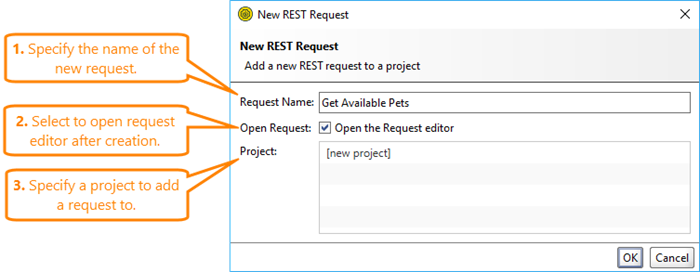 New REST Request
New REST Request
Add a new REST request to a project
1. Specify the name of the
new request.
Request Name: Get Available Pets
2. Select to open request
editor after creation.
Open Request: Open the Request editor
Project: [new project]
3. Specify a project to add
a request to.
OK Cancel